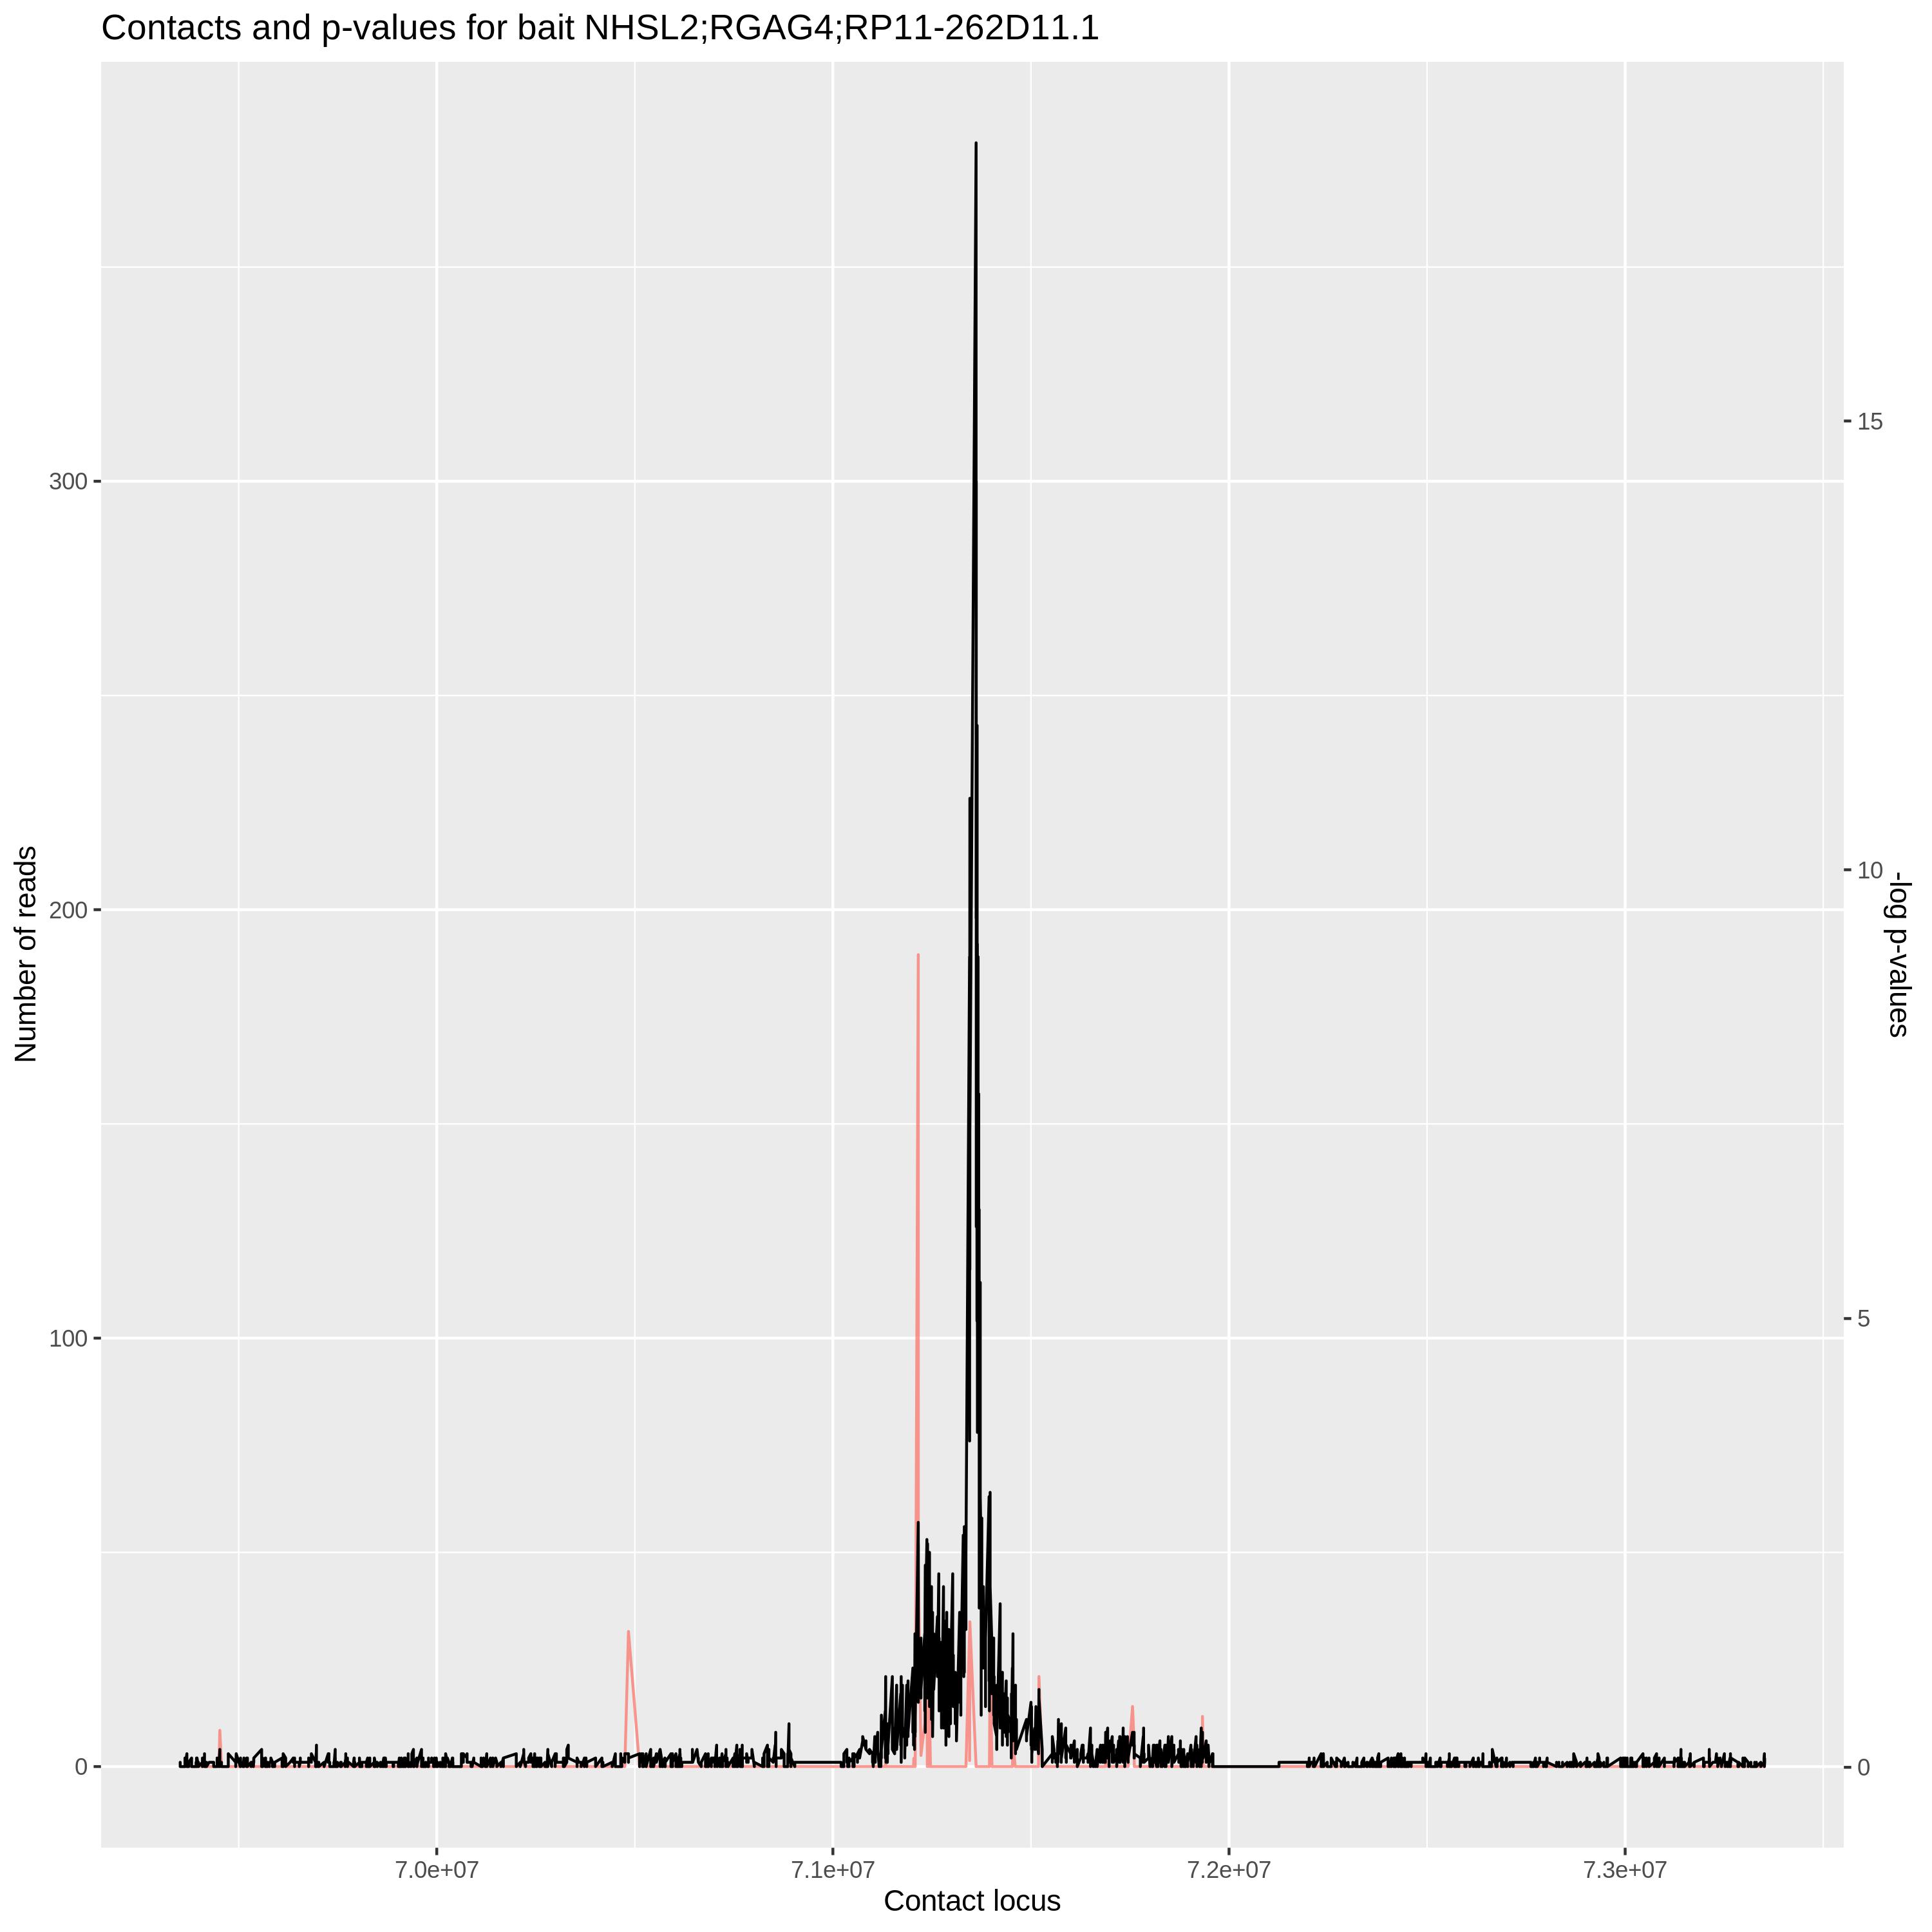 Contacts and p-values for bait NHSL2;RGAG4;RP11-262D11.1
300
200
100
0
Number of reads
15
10
5
0
-log p-values
7.0e+07
7.1e+07
7.2e+07
7.3e+07
Contact locus